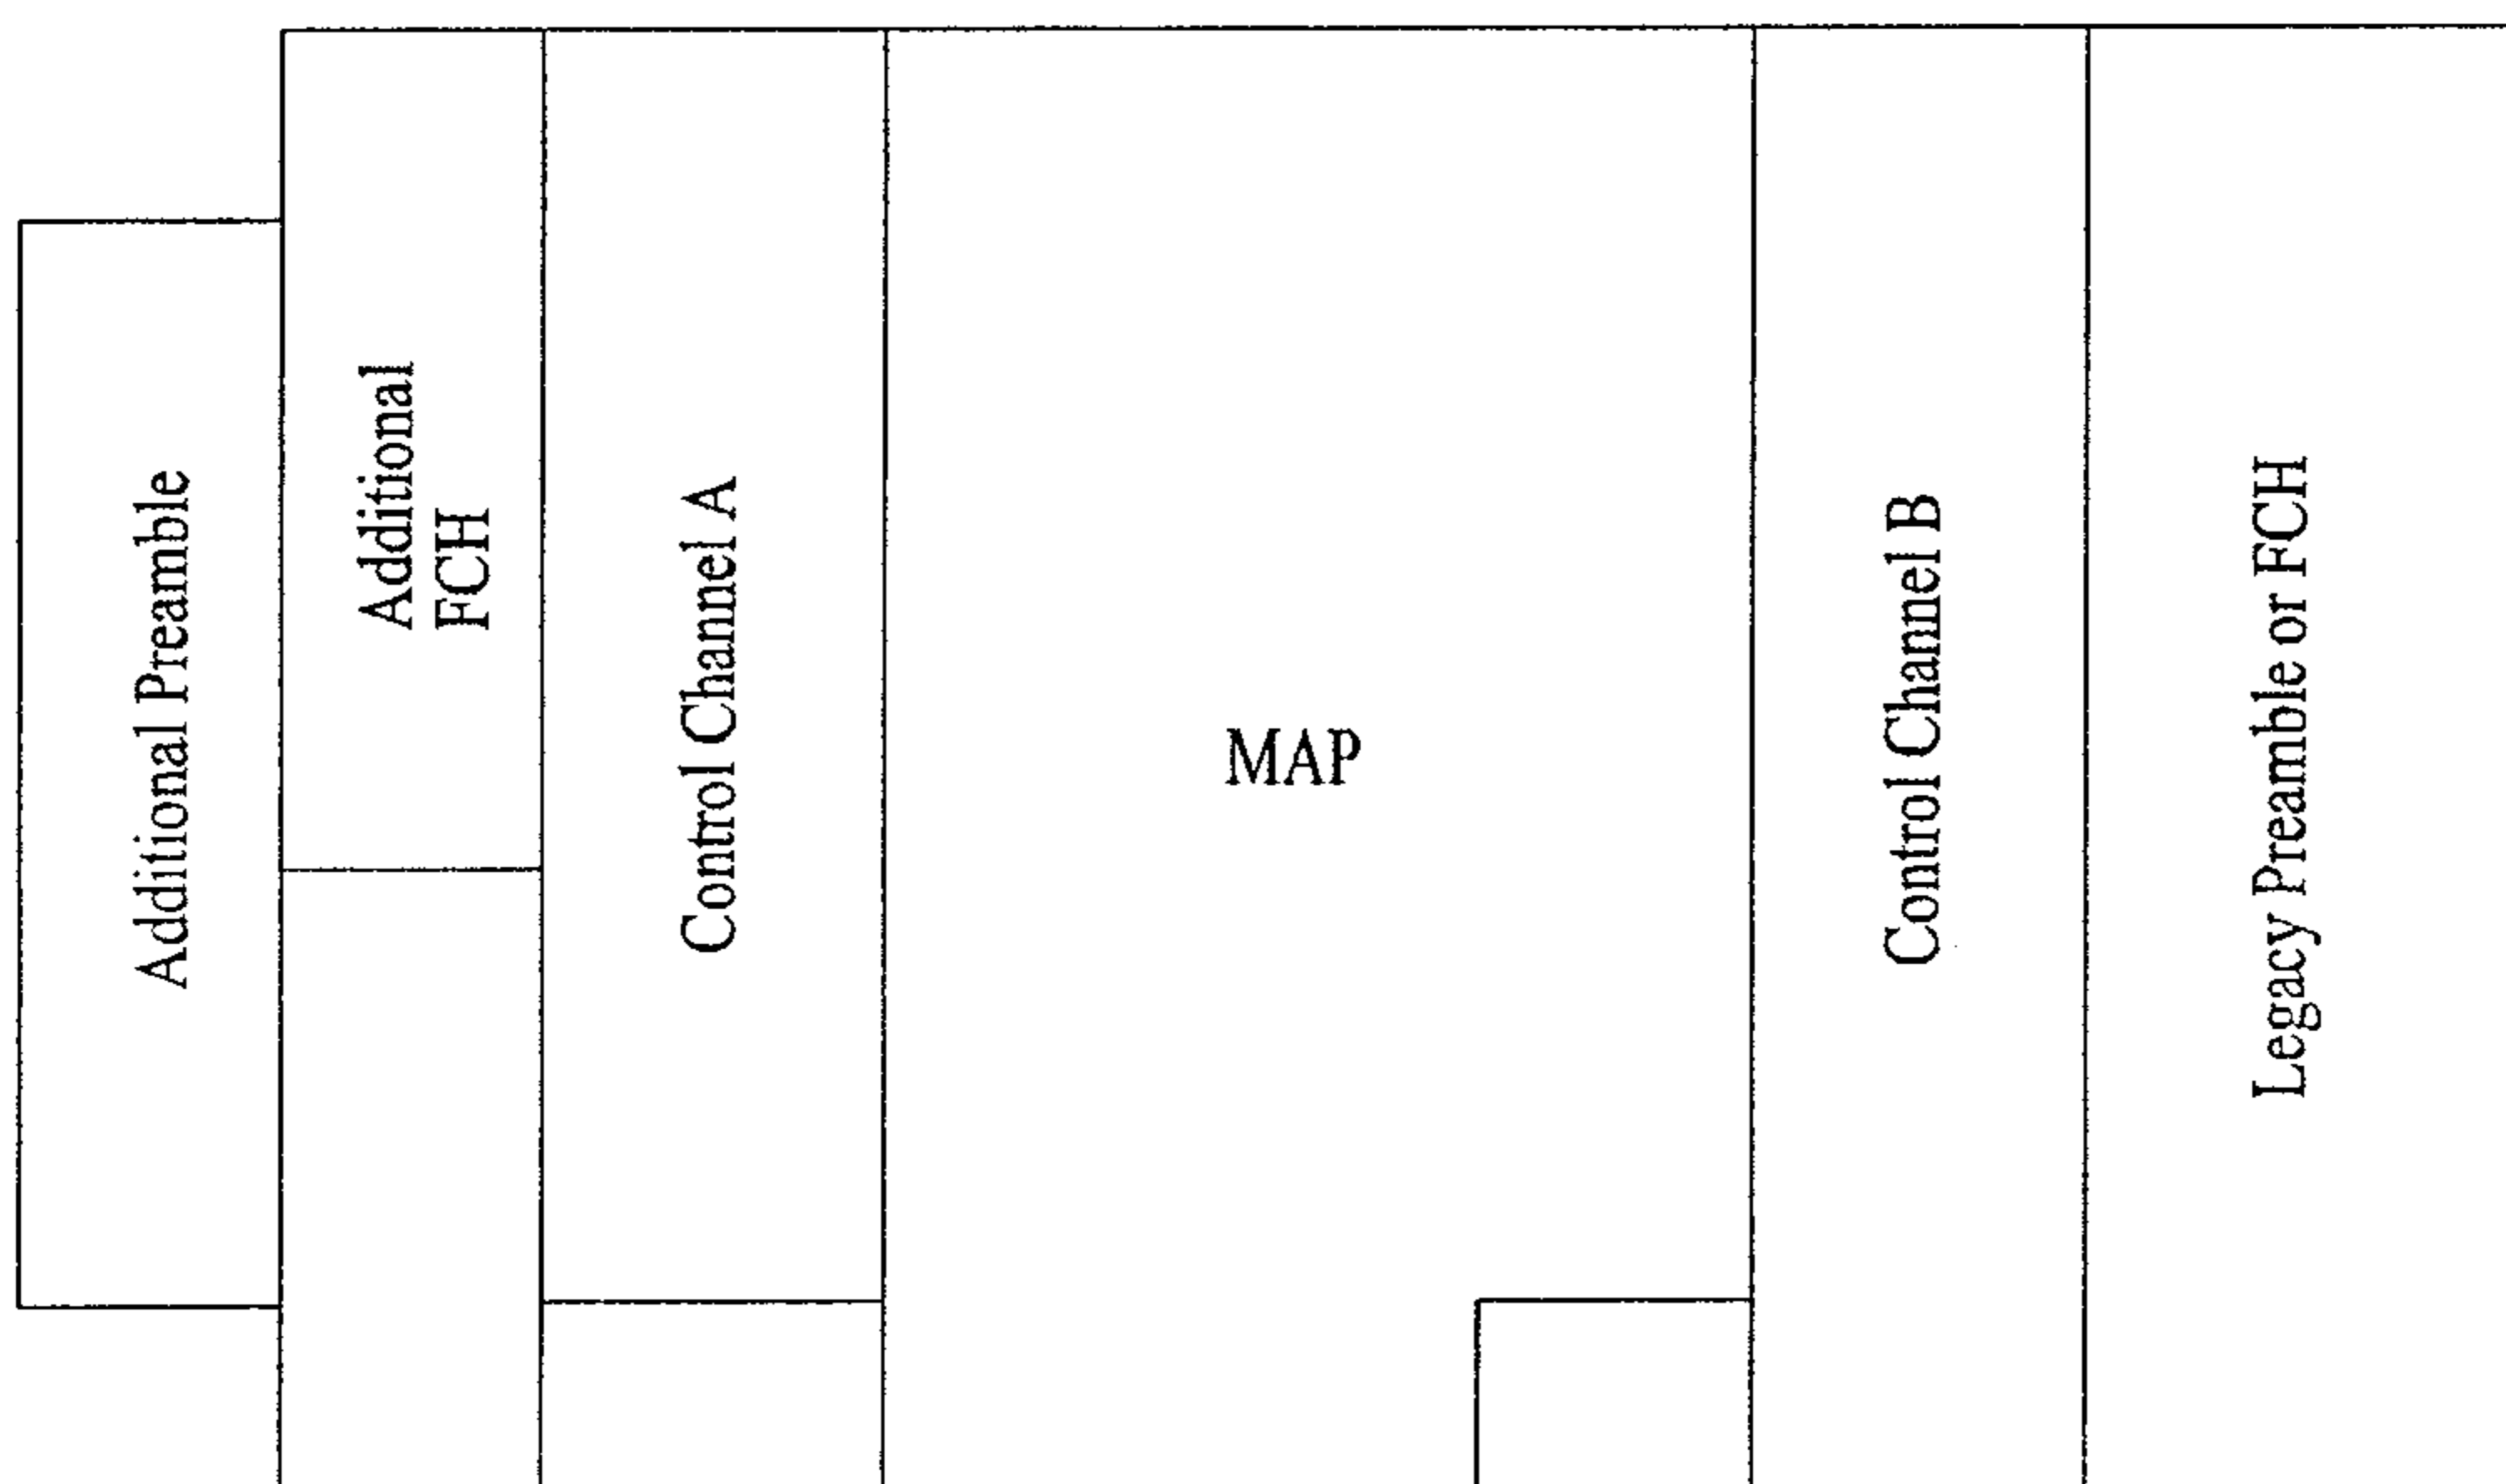 Additional Preamble
Additional
FCH
Control Channel A
MAP
Control Channel B
Legacy Preamble or FCH